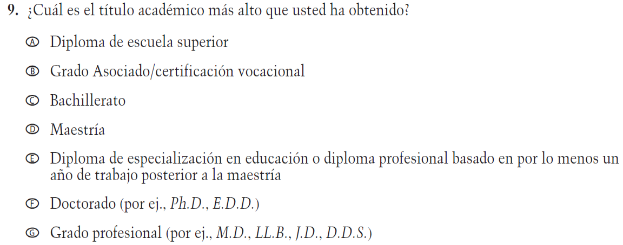 9. ¿Cuál es el título académico más alto que usted ha obtenido?
A Diploma de escuela superior
B Grado Asociado/certificación vocacional
C Bachillerato
D Maestría
E Diploma de especialización en educación o diploma profesional basado en por lo menos un
año de trabajo posterior a la maestría
F Doctorado (por ej., Ph.D., E.D.D.)
G Grado profesional (por ej., M.D., LL.B., J.D., D.D.S.)